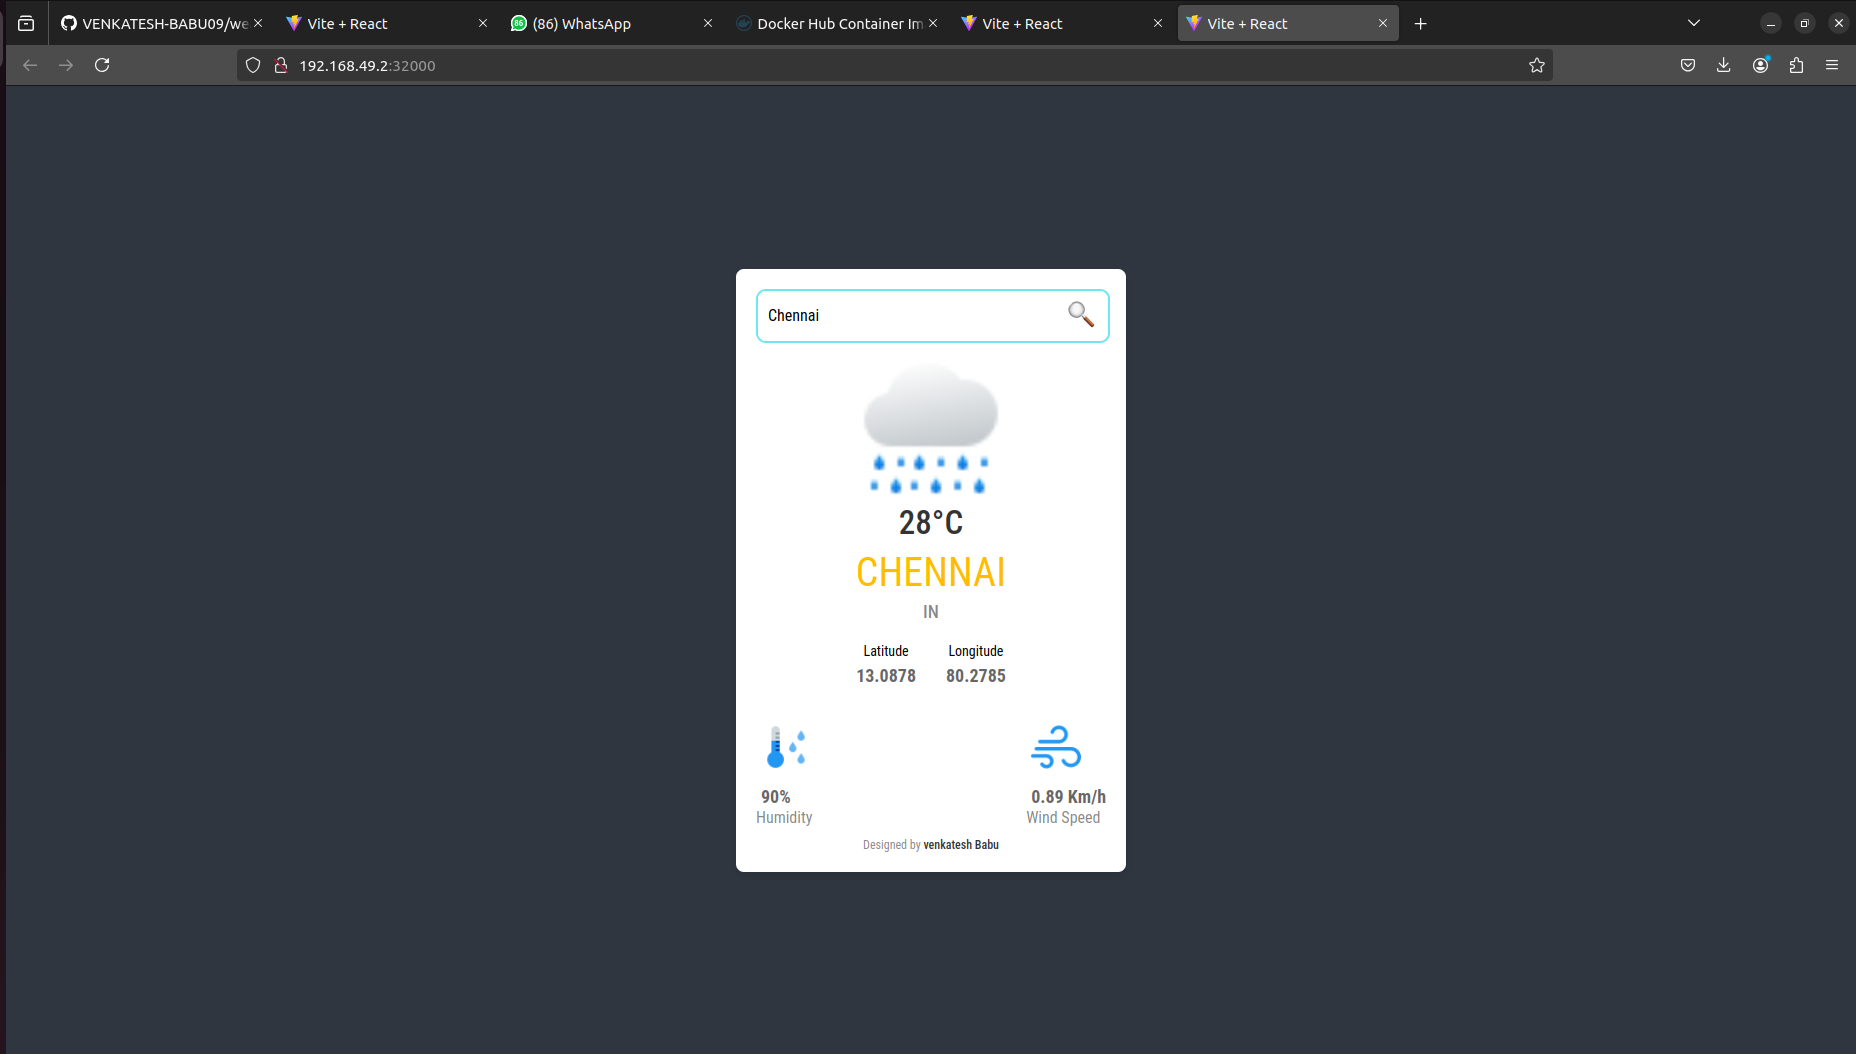 VENKATESH-BABU09/we
Vite + React
(86) WhatsApp
Docker Hub Container Im
Vite + React
Vite + React
192.168.49.2:32000
Chennai
28°C
CHENNAI
IN
Latitude Longitude
13.0878 80.2785
90% 0.89 Km/h
Humidity Wind Speed
Designed by venkatesh Babu